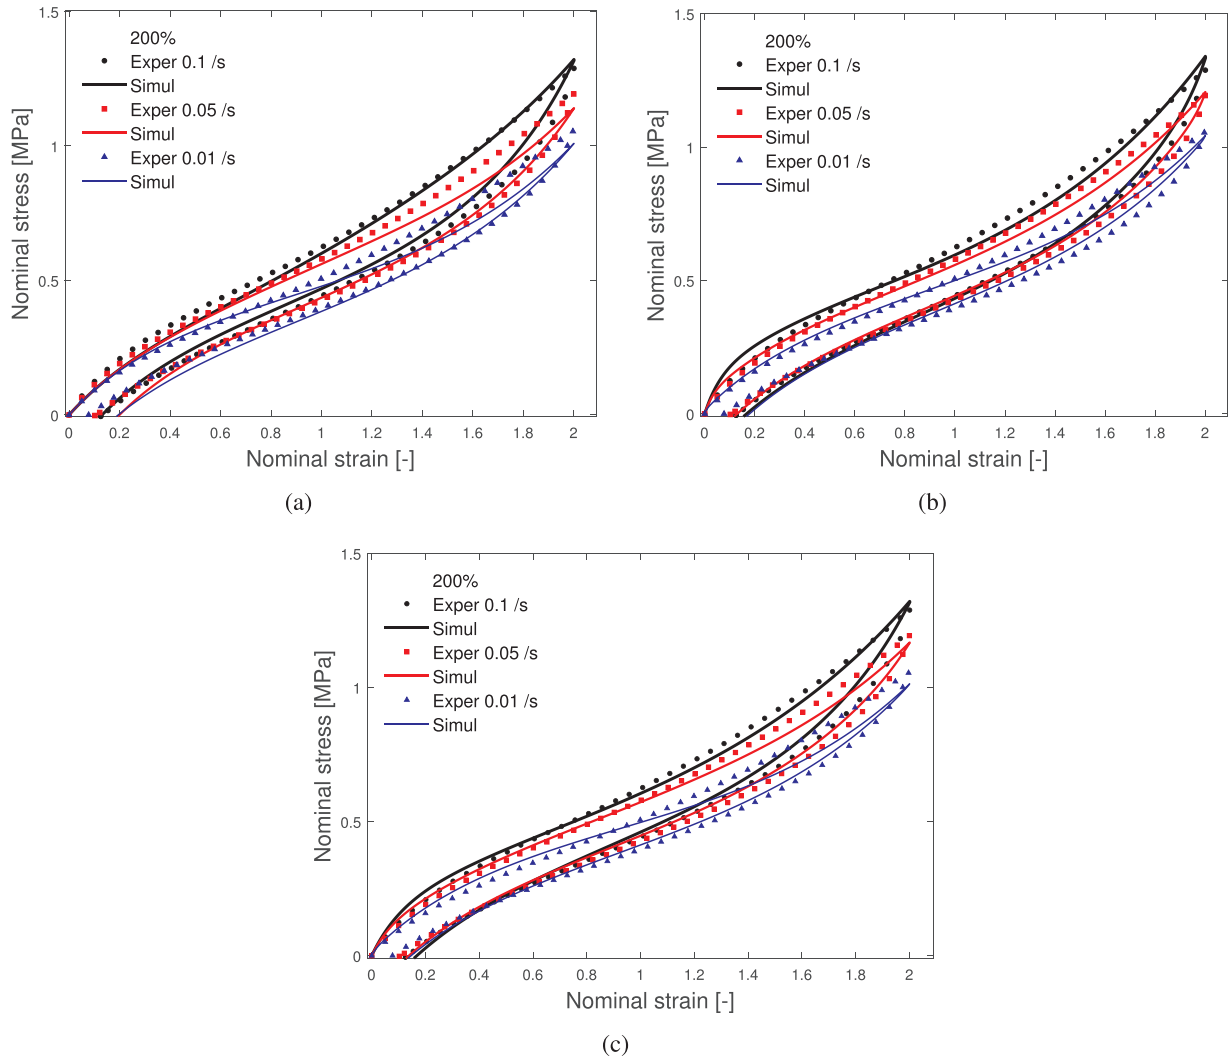 1.5
200%
Exper 0.1 /s
Simul
Exper 0.05 /s
Simul
Exper 0.01 /s
Simul
1
0.5
0
Nominal stress [MPa]
0 0.2 0.4 0.6 0.8 1 1.2 1.4 1.6 1.8 2
Nominal strain [-]
(a)
1.5
200%
Exper 0.1 /s
Simul
Exper 0.05 /s
Simul
Exper 0.01 /s
Simul
1
0.5
0
Nominal stress [MPa]
0 0.2 0.4 0.6 0.8 1 1.2 1.4 1.6 1.8 2
Nominal strain [-]
(b)
1.5
200%
Exper 0.1 /s
Simul
Exper 0.05 /s
Simul
Exper 0.01 /s
Simul
1
0.5
0
Nominal stress [MPa]
0 0.2 0.4 0.6 0.8 1 1.2 1.4 1.6 1.8 2
Nominal strain [-]
(c)